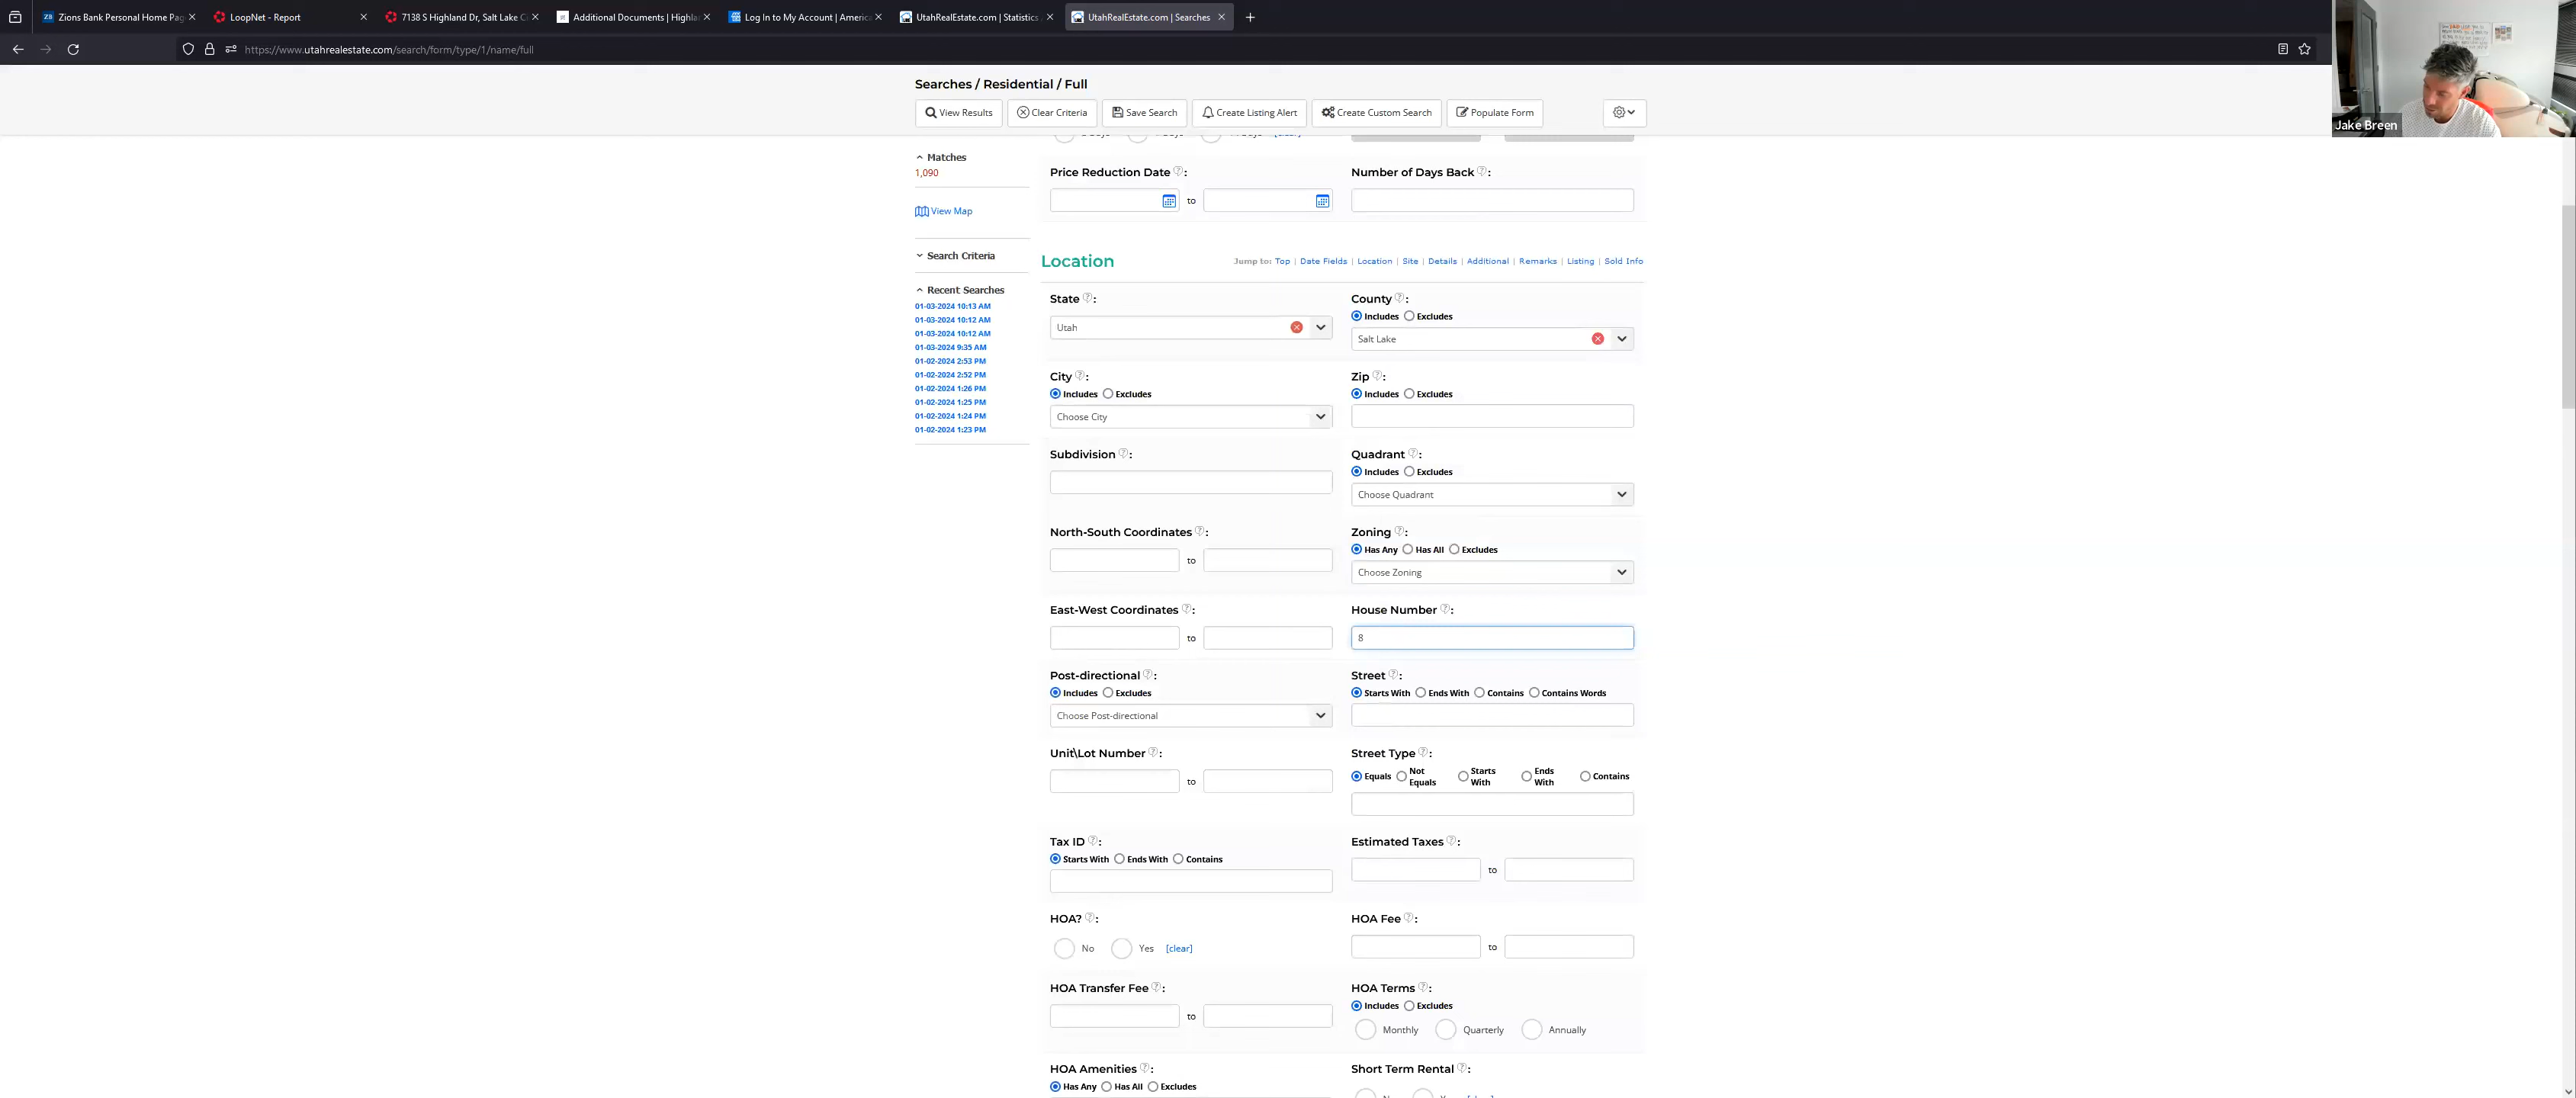 Zions Bank Personal Home Pag
LoopNet - Report
7138 S Highland Dr, Salt Lake C
Additional Documents | Highla
Log In to My Account | America
UtahRealEstate.com | Statistics
UtahRealEstate.com | Searches
https://www.utahrealestate.com/search/form/type/1/name/full
Jake Breen
Searches / Residential / Full
View Results
Clear Criteria
Save Search
Create Listing Alert
Create Custom Search
Populate Form
Matches
1,090
View Map
Search Criteria
Recent Searches
01-03-2024 10:13 AM
01-03-2024 10:12 AM
01-03-2024 10:12 AM
01-03-2024 9:35 AM
01-02-2024 2:53 PM
01-02-2024 2:52 PM
01-02-2024 1:26 PM
01-02-2024 1:25 PM
01-02-2024 1:24 PM
01-02-2024 1:23 PM
Price Reduction Date ?:
to
Number of Days Back ?:
Location
Jump to: Top | Date Fields | Location | Site | Details | Additional | Remarks | Listing | Sold Info
State ?:
Utah
County ?:
Includes Excludes
Salt Lake
City ?:
Includes Excludes
Choose City
Zip ?:
Includes Excludes
Subdivision ?:
Quadrant ?:
Includes Excludes
Choose Quadrant
North-South Coordinates ?:
to
Zoning ?:
Has Any Has All Excludes
Choose Zoning
East-West Coordinates ?:
to
House Number ?:
8
Post-directional ?:
Includes Excludes
Choose Post-directional
Street ?:
Starts With Ends With Contains Contains Words
Unit\Lot Number ?:
to
Street Type ?:
Equals Not Equals Starts With Ends With Contains
Tax ID ?:
Starts With Ends With Contains
Estimated Taxes ?:
to
HOA? ?:
No Yes [clear]
HOA Fee ?:
to
HOA Transfer Fee ?:
to
HOA Terms ?:
Includes Excludes
Monthly Quarterly Annually
HOA Amenities ?:
Has Any Has All Excludes
Short Term Rental ?: